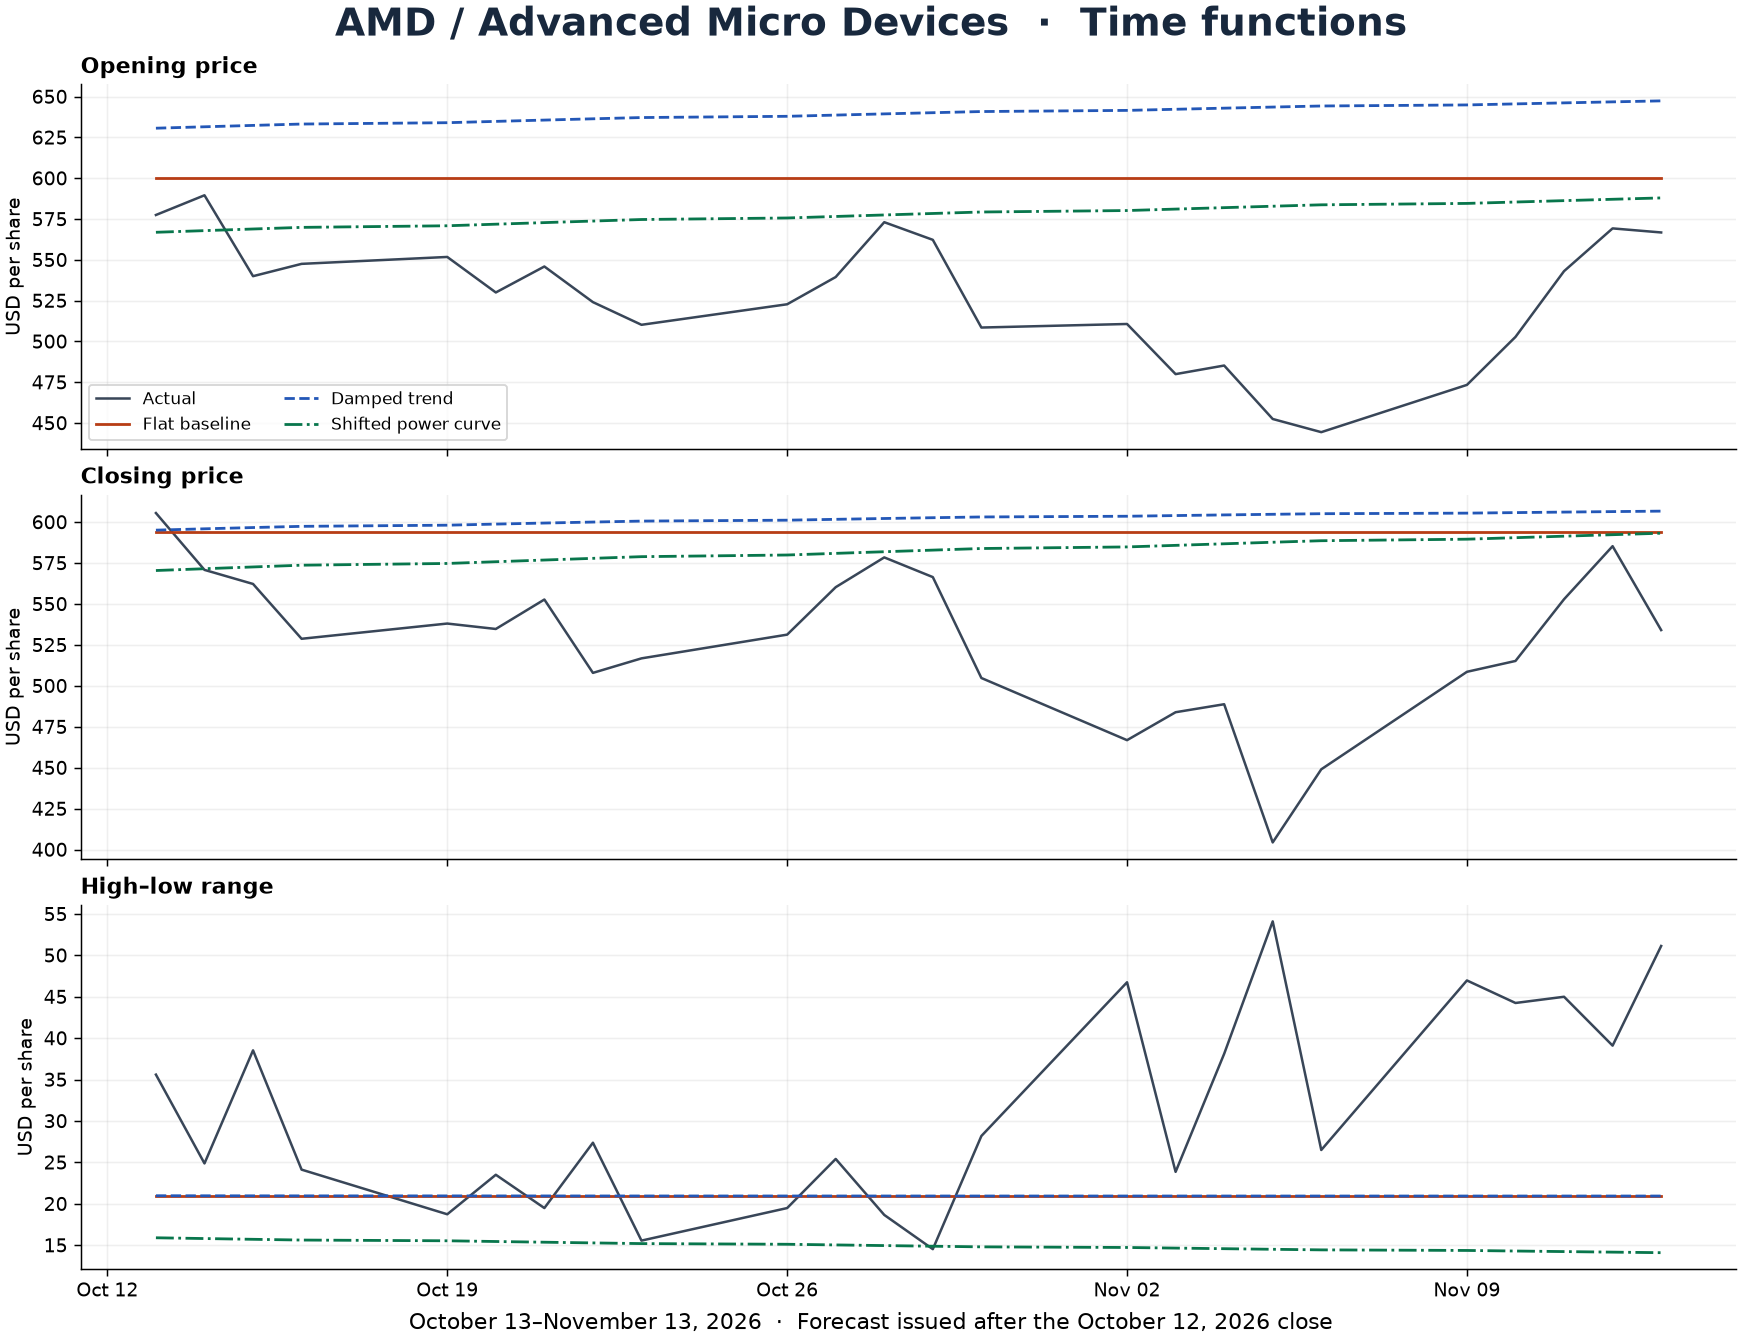 AMD / Advanced Micro Devices · Time functions
Opening price
650
625
600
575
550
525
500
475
450
USD per share
Actual
Flat baseline
Damped trend
Shifted power curve
Closing price
600
575
550
525
500
475
450
425
400
USD per share
High–low range
55
50
45
40
35
30
25
20
15
USD per share
Oct 12 Oct 19 Oct 26 Nov 02 Nov 09
October 13–November 13, 2026 · Forecast issued after the October 12, 2026 close